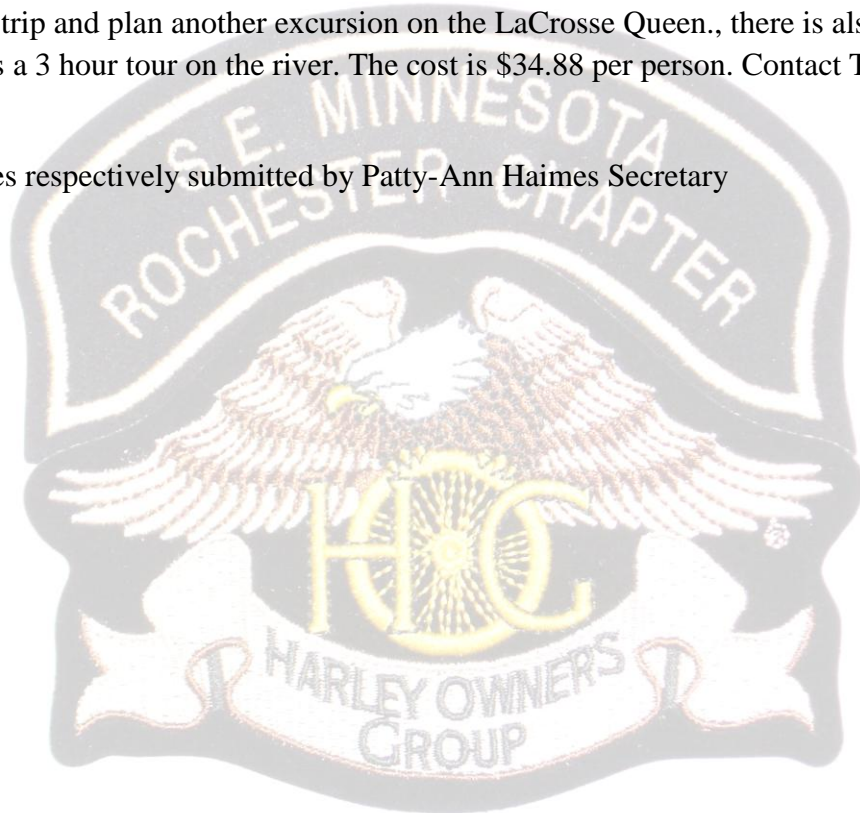 trip and plan another excursion on the LaCrosse Queen., there is als
s a 3 hour tour on the river. The cost is $34.88 per person. Contact T
es respectively submitted by Patty-Ann Haimes Secretary
S.E. MINNESOTA
ROCHESTER CHAPTER
HOG
HARLEY OWNERS
GROUP